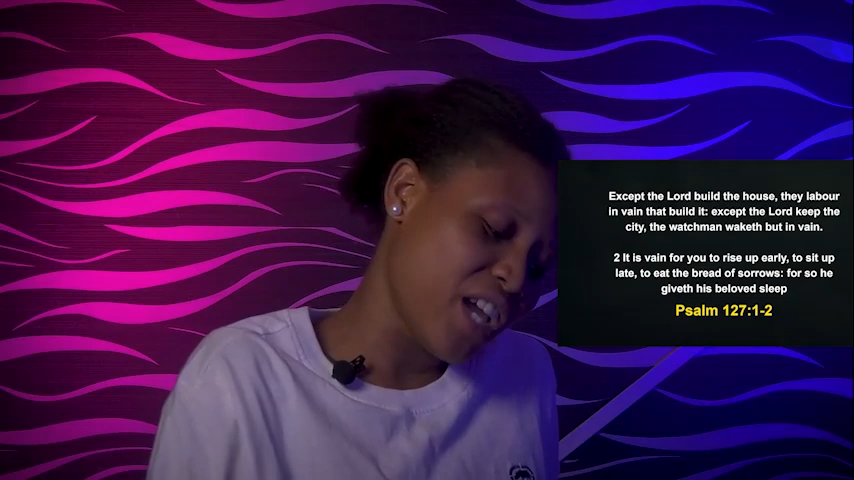 Except the Lord build the house, they labour
in vain that build it: except the Lord keep the
city, the watchman waketh but in vain.
2 It is vain for you to rise up early, to sit up
late, to eat the bread of sorrows: for so he
giveth his beloved sleep
Psalm 127:1-2